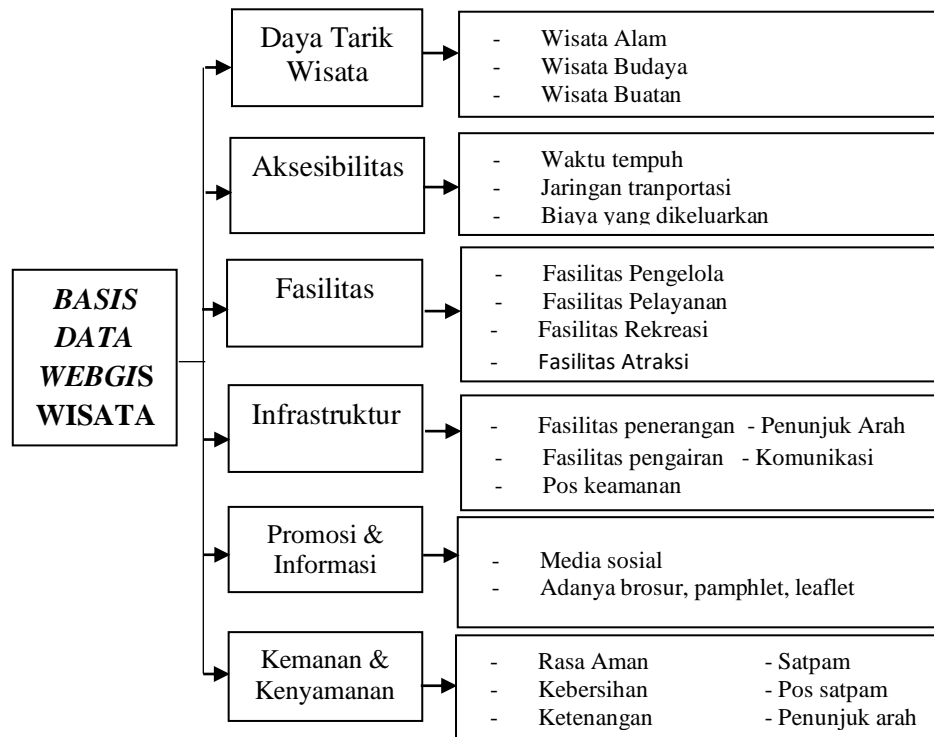 BASIS
DATA
WEBGIS
WISATA
Daya Tarik
Wisata
- Wisata Alam
- Wisata Budaya
- Wisata Buatan
Aksesibilitas
- Waktu tempuh
- Jaringan tranportasi
- Biaya yang dikeluarkan
Fasilitas
- Fasilitas Pengelola
- Fasilitas Pelayanan
- Fasilitas Rekreasi
- Fasilitas Atraksi
Infrastruktur
- Fasilitas penerangan - Penunjuk Arah
- Fasilitas pengairan - Komunikasi
- Pos keamanan
Promosi &
Informasi
- Media sosial
- Adanya brosur, pamphlet, leaflet
Kemanan &
Kenyamanan
- Rasa Aman - Satpam
- Kebersihan - Pos satpam
- Ketenangan - Penunjuk arah